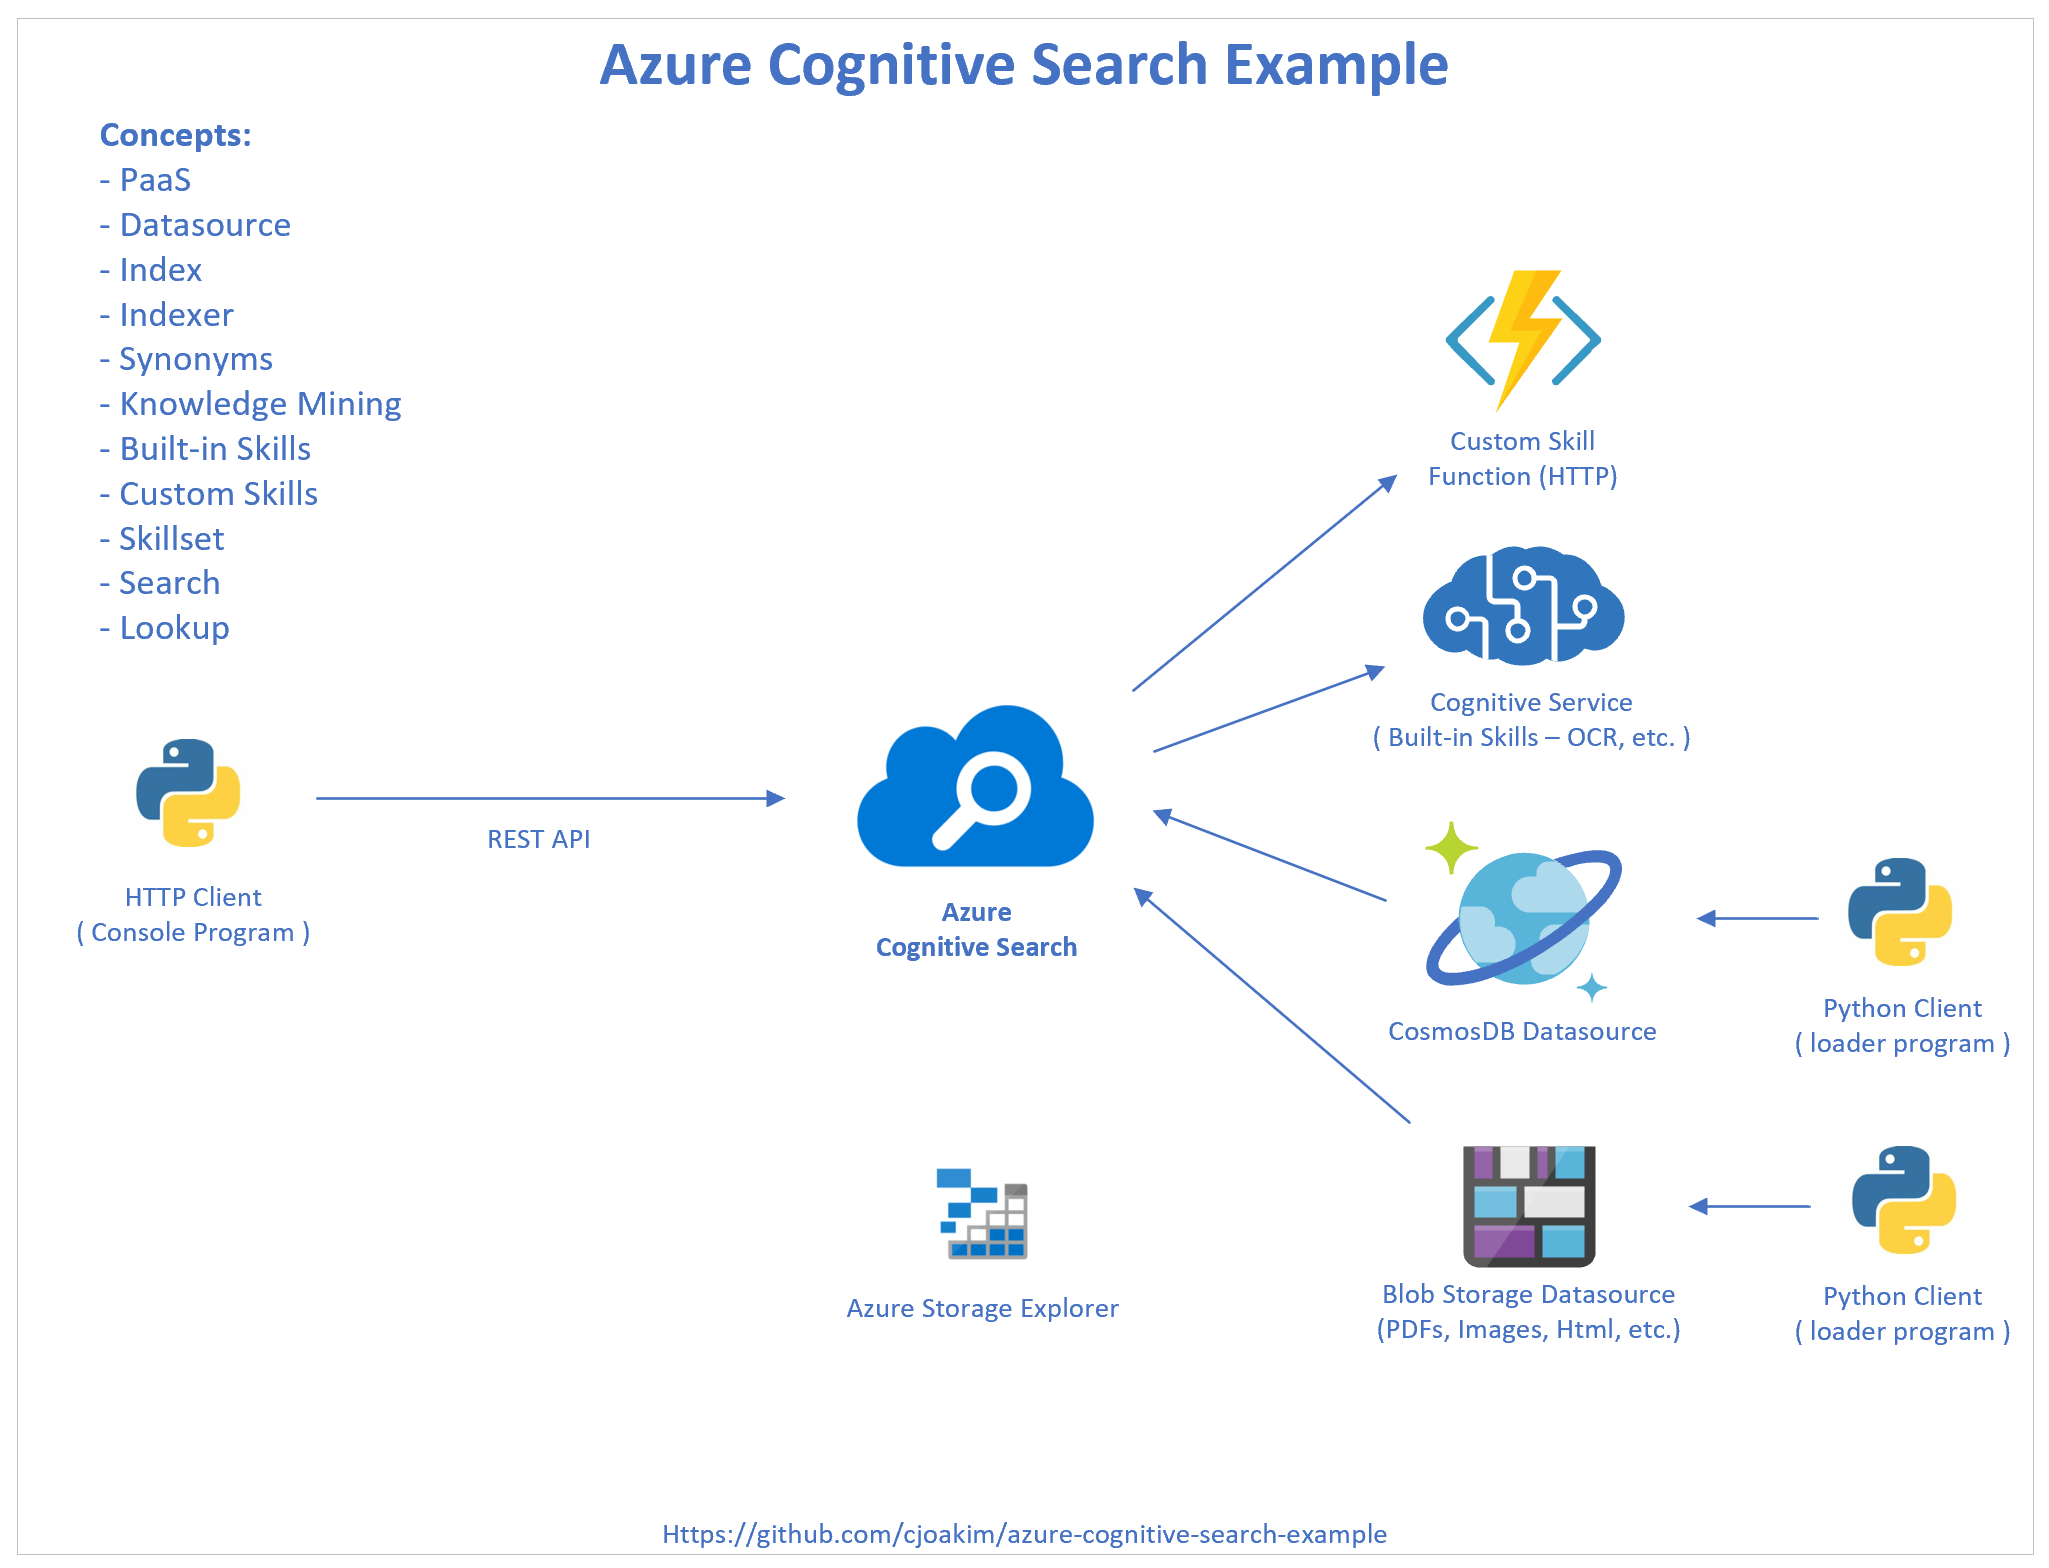 Azure Cognitive Search Example
Concepts:
- PaaS
- Datasource
- Index
- Indexer
- Synonyms
- Knowledge Mining
- Built-in Skills
- Custom Skills
- Skillset
- Search
- Lookup
Custom Skill
Function (HTTP)
Cognitive Service
( Built-in Skills – OCR, etc. )
REST API
HTTP Client
( Console Program )
Azure
Cognitive Search
CosmosDB Datasource
Python Client
( loader program )
Azure Storage Explorer
Blob Storage Datasource
(PDFs, Images, Html, etc.)
Python Client
( loader program )
Https://github.com/cjoakim/azure-cognitive-search-example